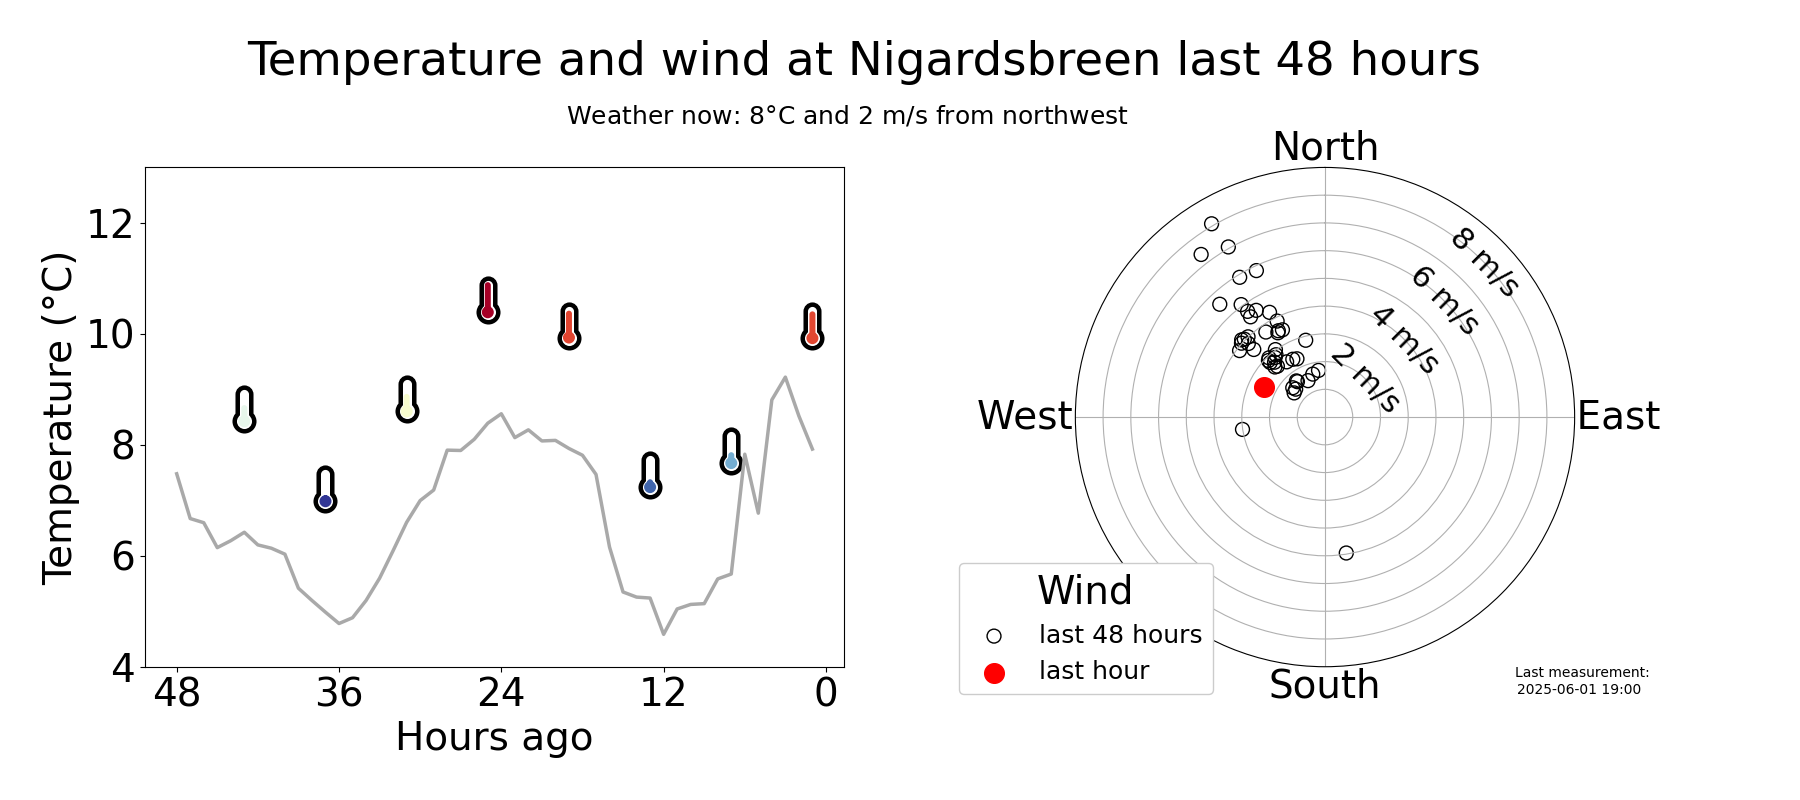 Temperature and wind at Nigardsbreen last 48 hours
Weather now: 8°C and 2 m/s from northwest
Temperature (°C)
12
10
8
6
4
48 36 24 12 0
Hours ago
North
West
East
South
8 m/s
6 m/s
4 m/s
2 m/s
Wind
last 48 hours
last hour
Last measurement:
2025-06-01 19:00